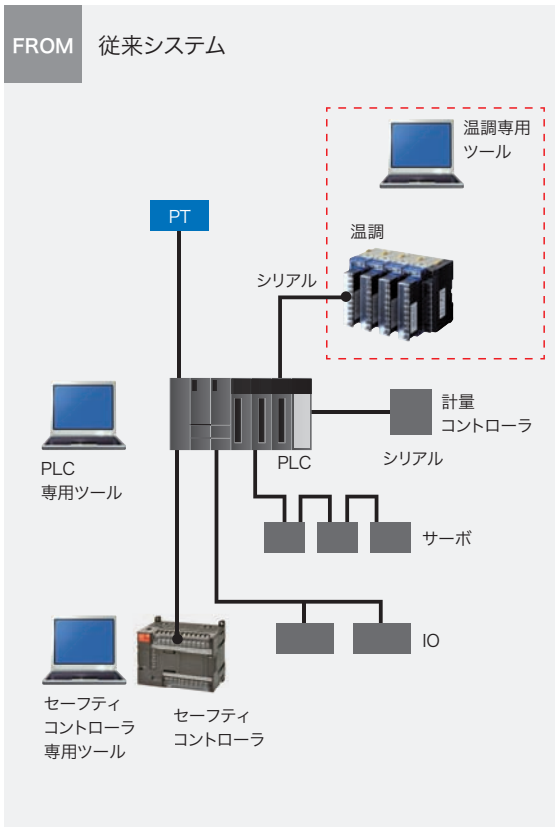 FROM
従来システム
温調専用
ツール
PT
温調
シリアル
計量
コントローラ
シリアル
PLC
PLC
専用ツール
サーボ
IO
セーフティ
コントローラ
専用ツール
セーフティ
コントローラ